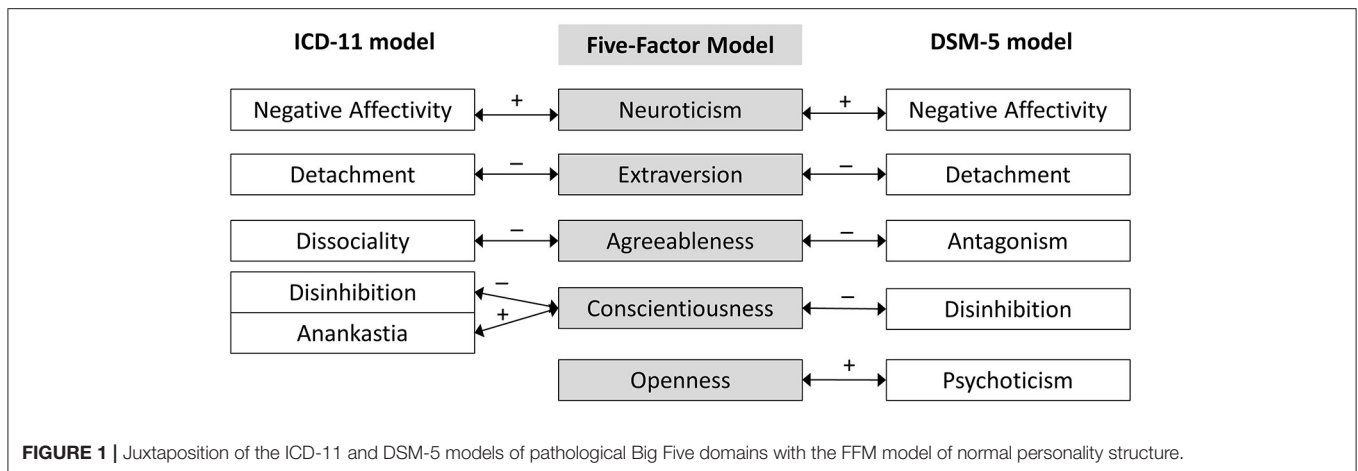 ICD-11 model Five-Factor Model DSM-5 model
Negative Affectivity + Neuroticism + Negative Affectivity
Detachment – Extraversion – Detachment
Dissociality – Agreeableness – Antagonism
Disinhibition – Conscientiousness – Disinhibition
Anankastia +
Openness + Psychoticism
FIGURE 1 | Juxtaposition of the ICD-11 and DSM-5 models of pathological Big Five domains with the FFM model of normal personality structure.